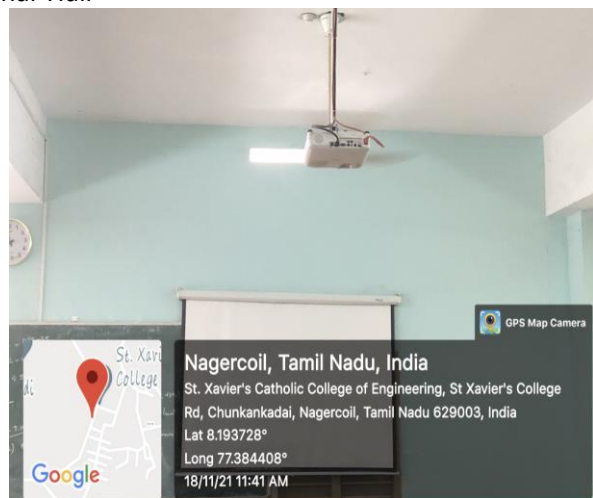 GPS Map Camera
St. Xavi
College
Google
Nagercoil, Tamil Nadu, India
St. Xavier's Catholic College of Engineering, St Xavier's College
Rd, Chunkankadai, Nagercoil, Tamil Nadu 629003, India
Lat 8.193728°
Long 77.384408°
18/11/21 11:41 AM